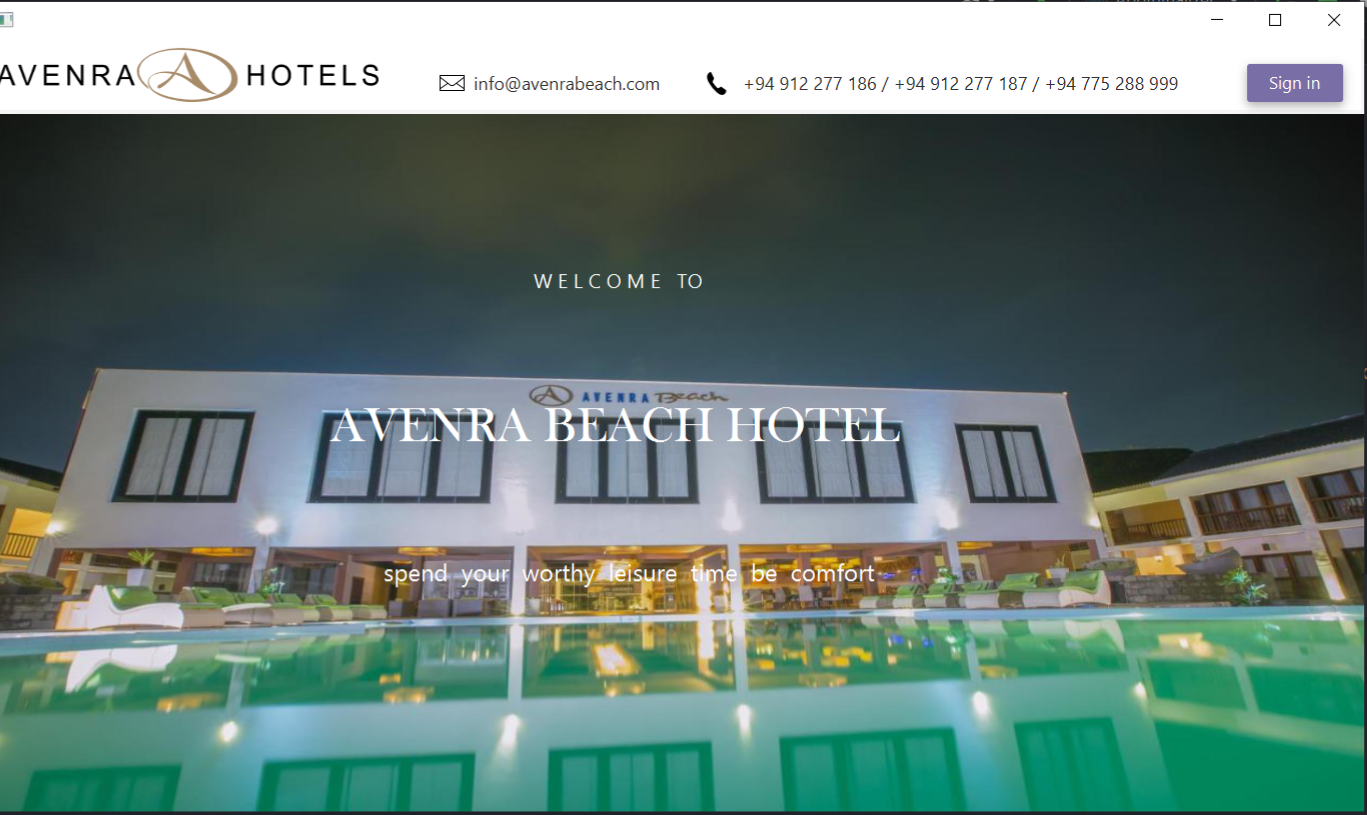 AVENRA HOTELS
info@avenrabeach.com
+94 912 277 186 / +94 912 277 187 / +94 775 288 999
Sign in
WELCOME TO
A AVENRA Beach
AVENRA BEACH HOTEL
spend your worthy leisure time be comfort